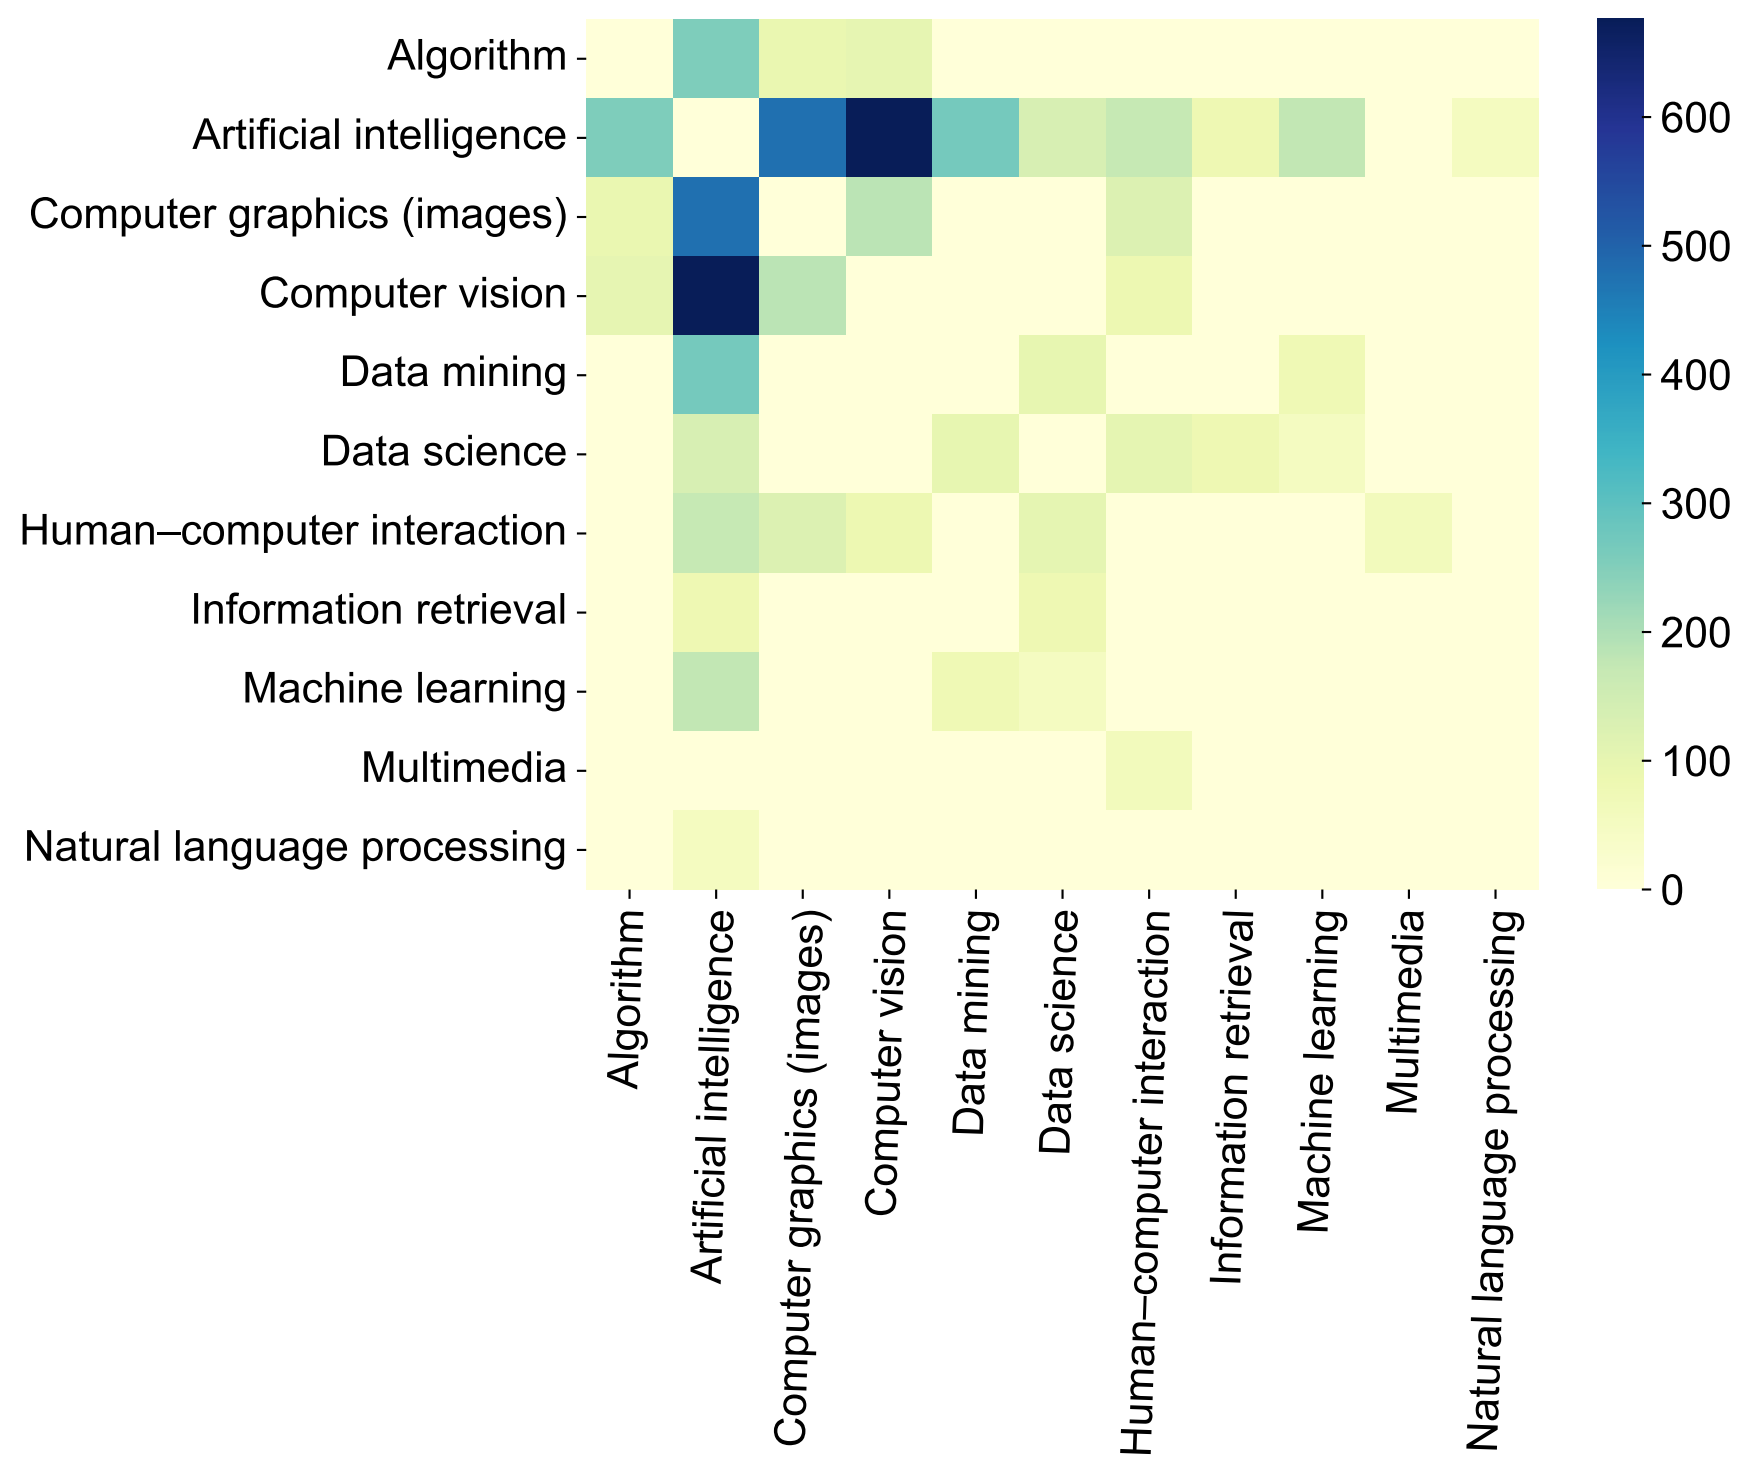 Algorithm
Artificial intelligence
Computer graphics (images)
Computer vision
Data mining
Data science
Human–computer interaction
Information retrieval
Machine learning
Multimedia
Natural language processing
Algorithm
Artificial intelligence
Computer graphics (images)
Computer vision
Data mining
Data science
Human–computer interaction
Information retrieval
Machine learning
Multimedia
Natural language processing
600
500
400
300
200
100
0